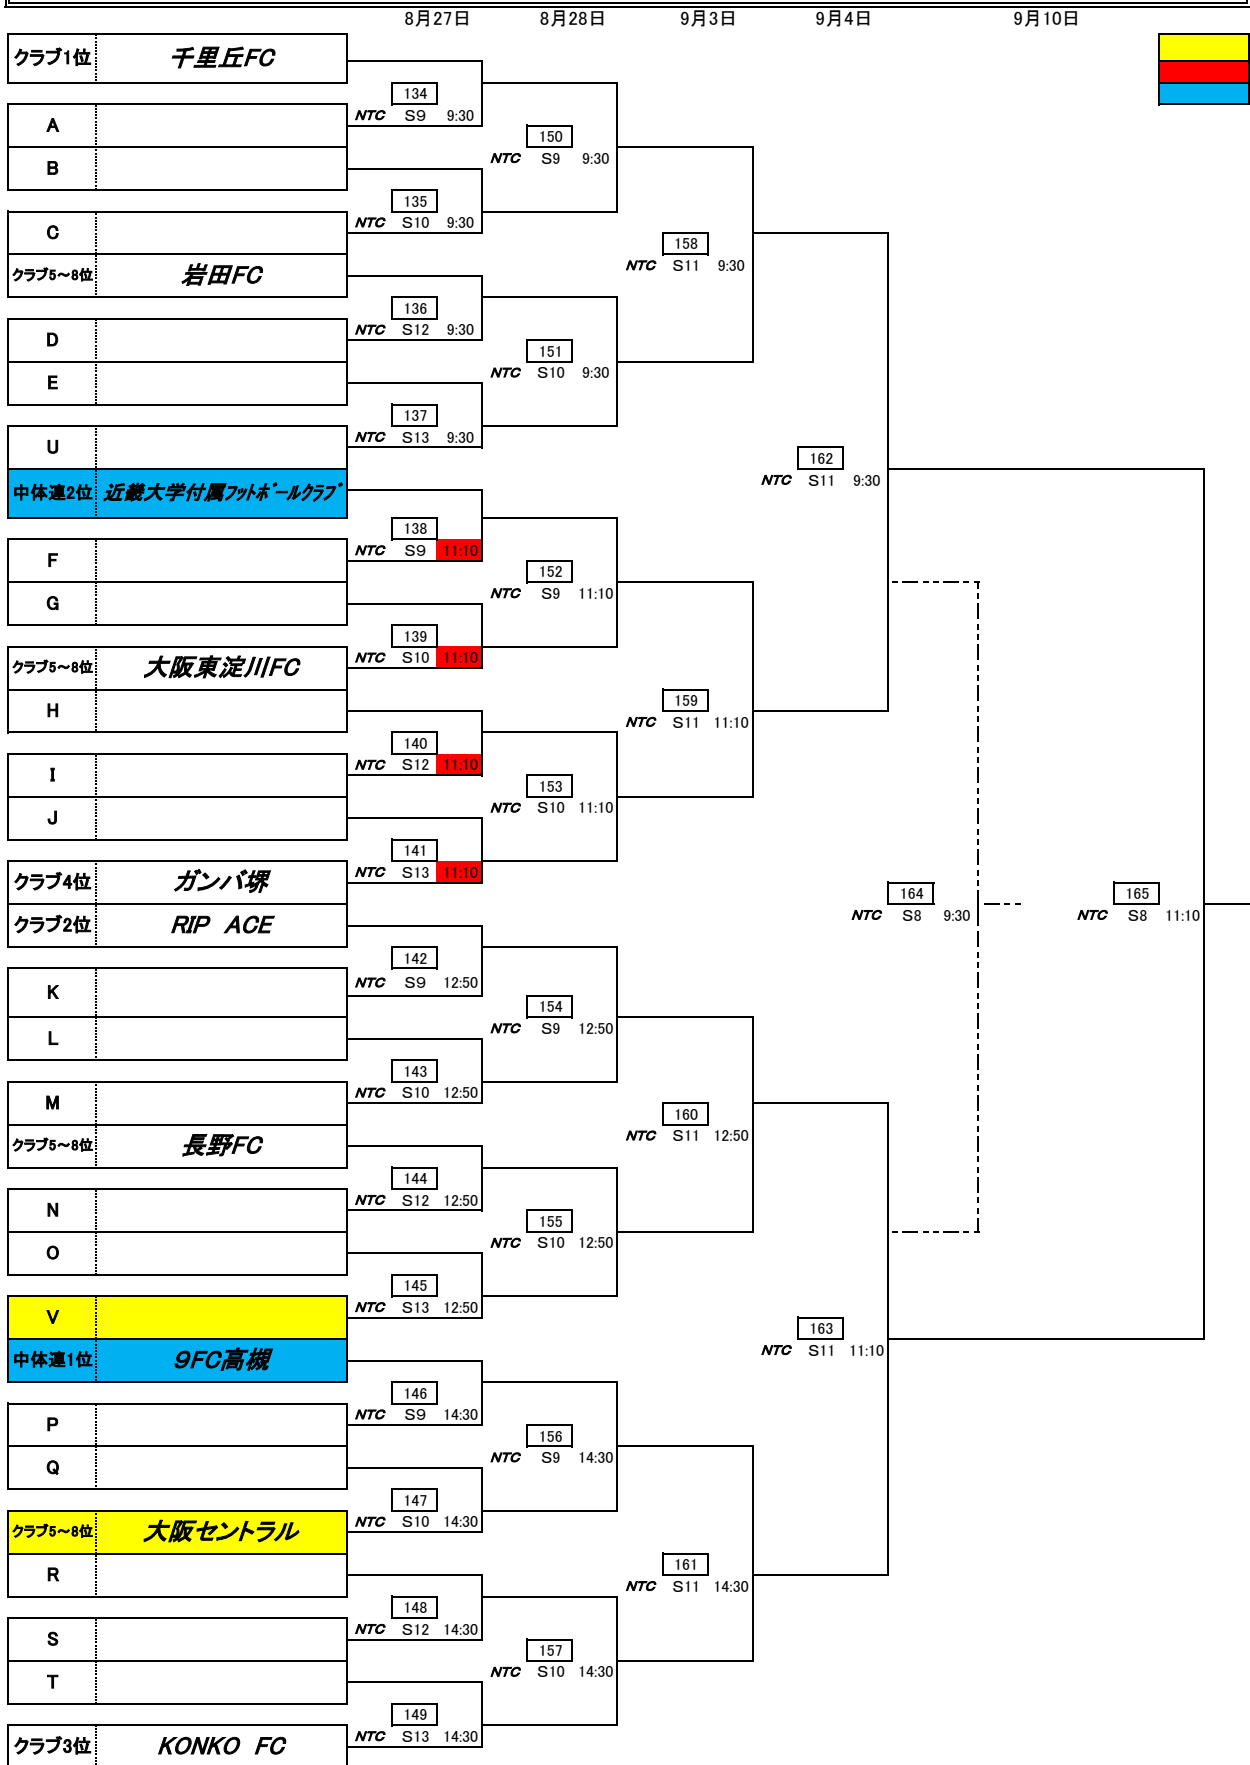 8月27日 8月28日 9月3日 9月4日 9月10日
クラブ1位 千里丘FC
134
NTC S9 9:30
A
150
NTC S9 9:30
B
135
NTC S10 9:30
C
158
NTC S11 9:30
クラブ5～8位 岩田FC
136
NTC S12 9:30
D
151
NTC S10 9:30
E
137
NTC S13 9:30
U
162
NTC S11 9:30
中体連2位 近畿大学付属フットボールクラブ
138
NTC S9 11:10
F
152
NTC S9 11:10
G
139
NTC S10 11:10
クラブ5～8位 大阪東淀川FC
H
159
NTC S11 11:10
140
NTC S12 11:10
I
153
NTC S10 11:10
J
141
NTC S13 11:10
クラブ4位 ガンバ堺
164
NTC S8 9:30
165
NTC S8 11:10
クラブ2位 RIP ACE
142
NTC S9 12:50
K
154
NTC S9 12:50
L
143
NTC S10 12:50
M
160
NTC S11 12:50
クラブ5～8位 長野FC
144
NTC S12 12:50
N
155
NTC S10 12:50
O
145
NTC S13 12:50
V
163
NTC S11 11:10
中体連1位 9FC高槻
146
NTC S9 14:30
P
156
NTC S9 14:30
Q
147
NTC S10 14:30
クラブ5～8位 大阪セントラル
R
161
NTC S11 14:30
148
NTC S12 14:30
S
157
NTC S10 14:30
T
149
NTC S13 14:30
クラブ3位 KONKO FC